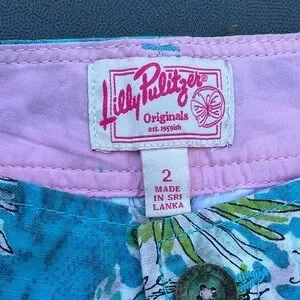 Lilly Pulitzer®
Originals
est. 1959ish
2
MADE
IN SRI
LANKA